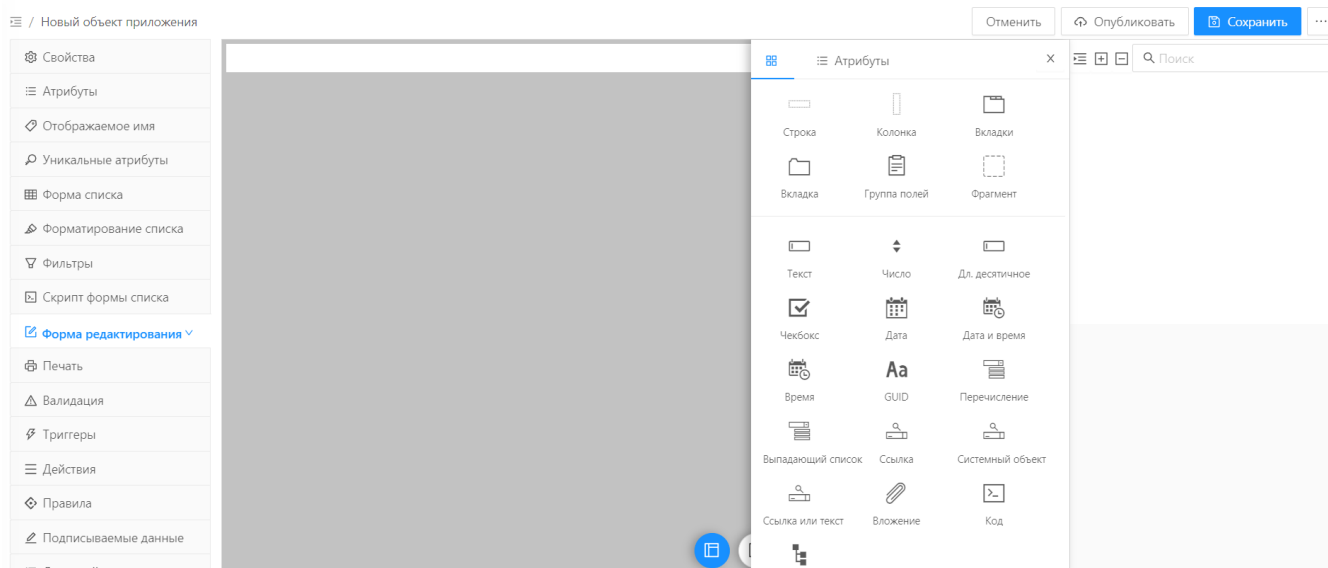 / Новый объект приложения
Отменить
Опубликовать
Сохранить
Свойства
Атрибуты
Отображаемое имя
Уникальные атрибуты
Форма списка
Форматирование списка
Фильтры
Скрипт формы списка
Форма редактирования
Печать
Валидация
Триггеры
Действия
Правила
Подписываемые данные
Атрибуты
X
Поиск
Строка Колонка Вкладки
Вкладка Группа полей Фрагмент
Текст Число Дл. десятичное
Чекбокс Дата Дата и время
Aa
Время GUID Перечисление
Выпадающий список Ссылка Системный объект
Ссылка или текст Вложение Код